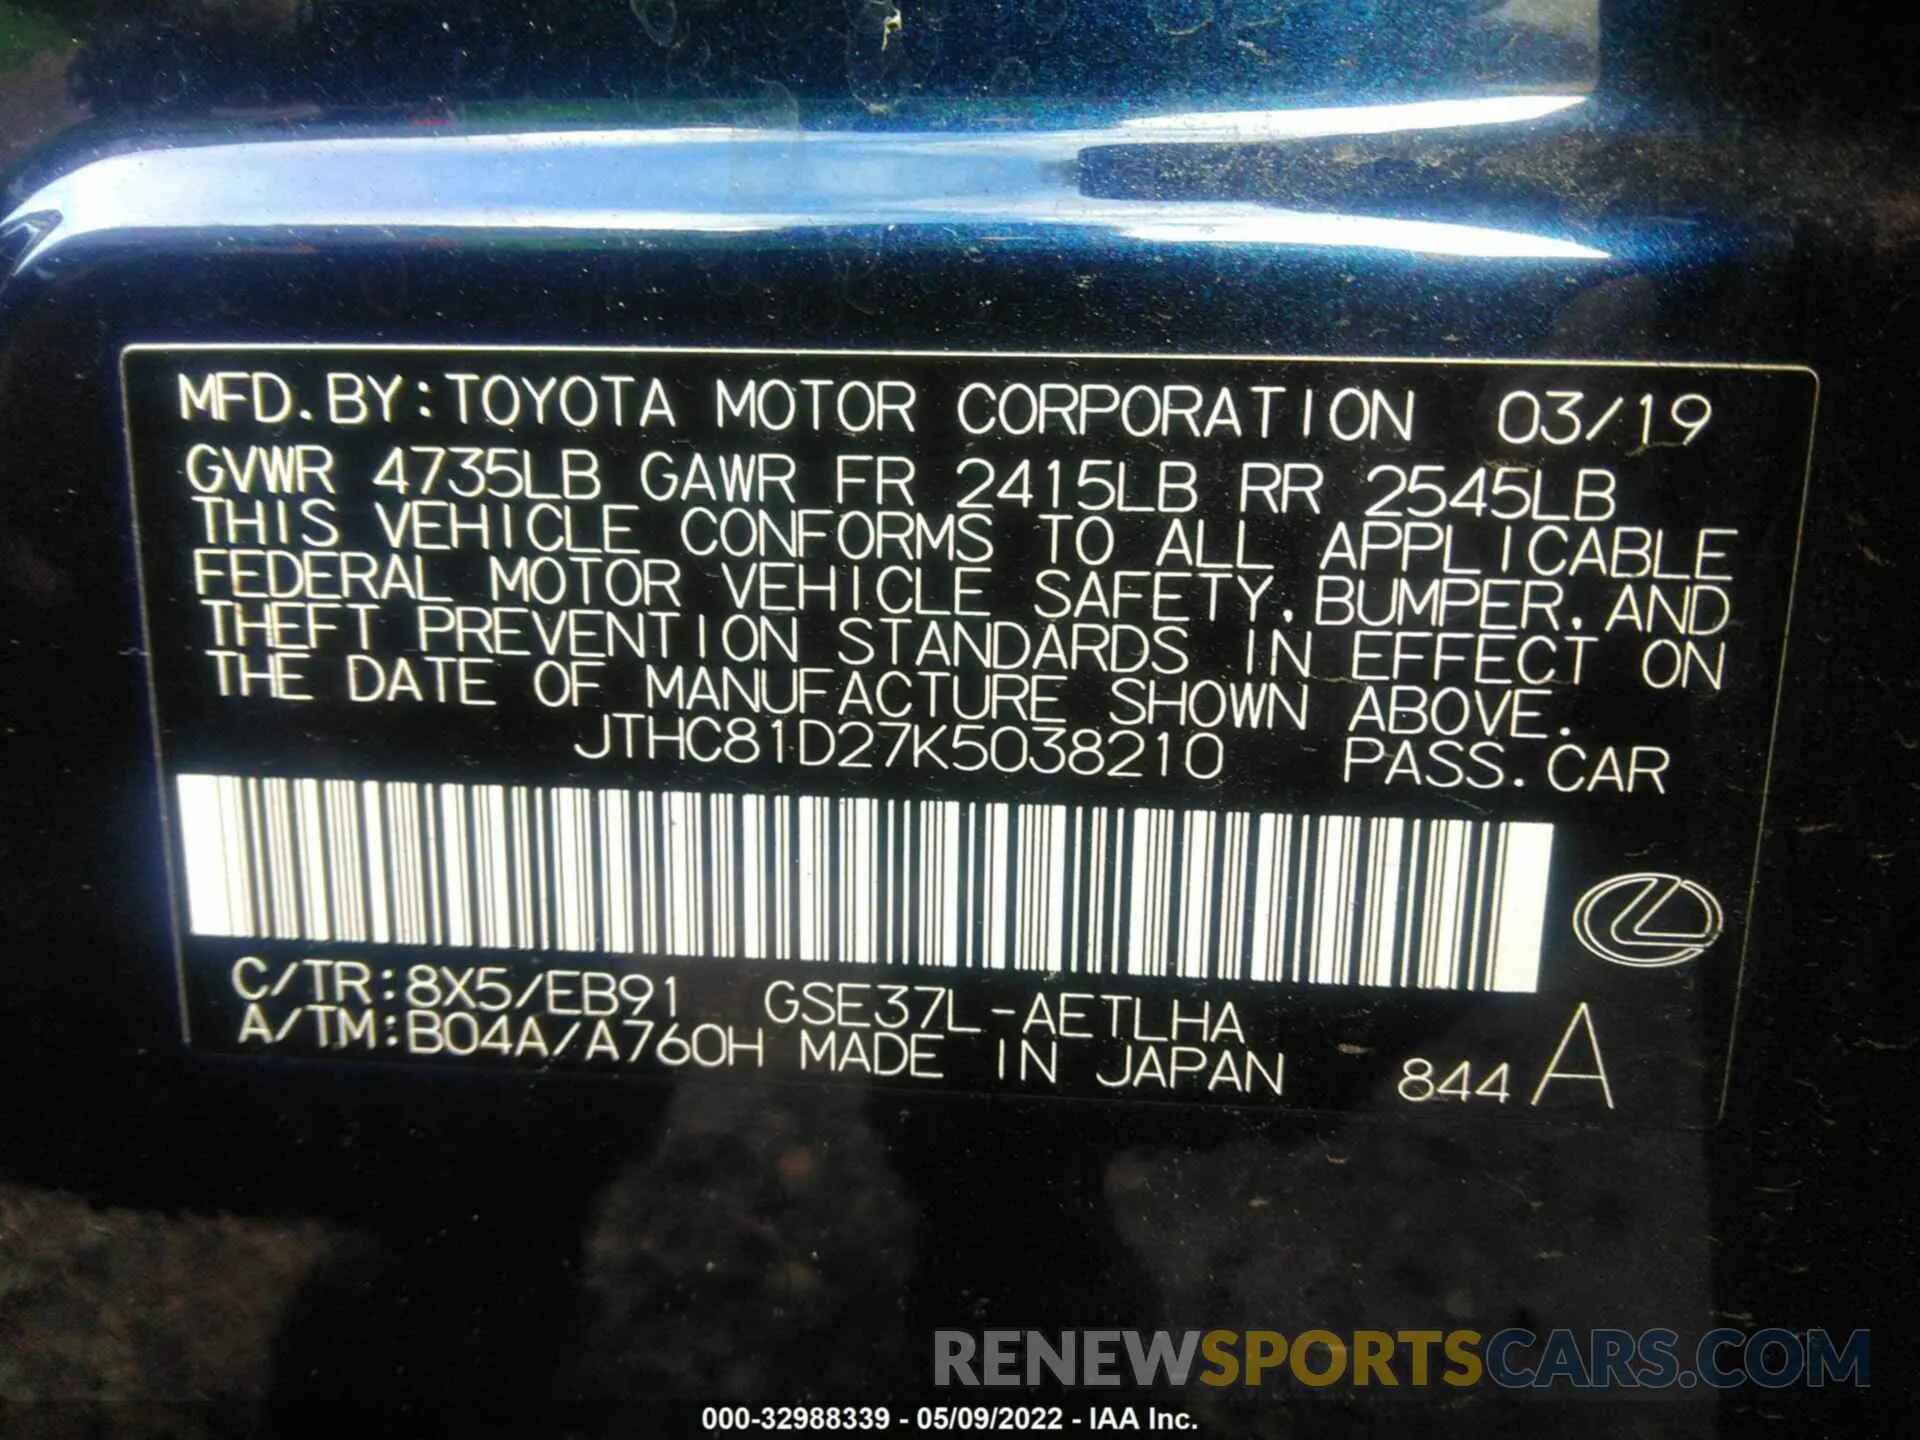 MFD. BY: TOYOTA MOTOR CORPORATION 03/19
GVWR 4735LB GAWR FR 2415LB RR 2545LB
THIS VEHICLE CONFORMS TO ALL APPLICABLE
FEDERAL MOTOR VEHICLE SAFETY, BUMPER, AND
THEFT PREVENTION STANDARDS IN EFFECT ON
THE DATE OF MANUFACTURE SHOWN ABOVE.
JTHC81D27K5038210 PASS. CAR
C/TR: 8X5/EB91 GSE37L-AETLHA
A/TM: B04A/A760H MADE IN JAPAN 844 A
RENEWSPORTSCARS.COM
000-32988339 - 05/09/2022 - IAA Inc.